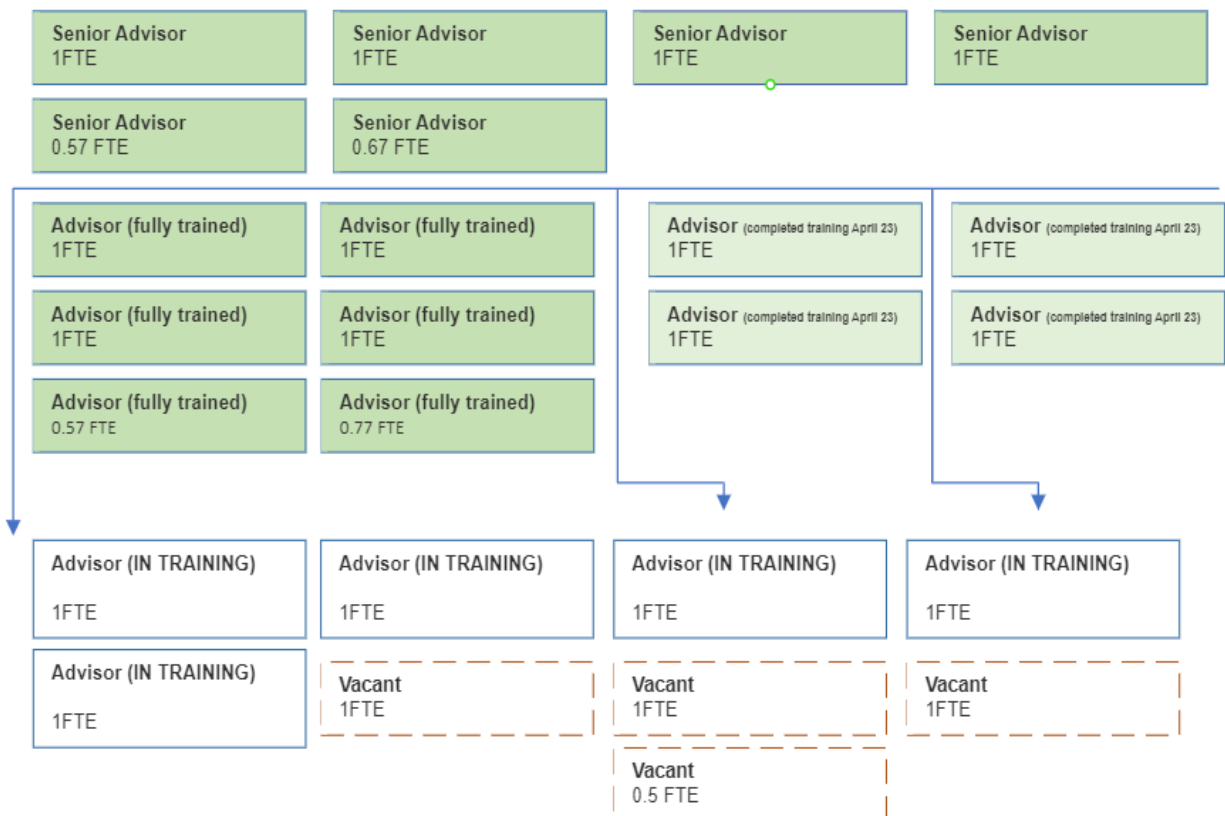 Senior Advisor
1FTE
Senior Advisor
1FTE
Senior Advisor
1FTE
Senior Advisor
1FTE
Senior Advisor
0.57 FTE
Senior Advisor
0.67 FTE
Advisor (fully trained)
1FTE
Advisor (fully trained)
1FTE
Advisor (completed training April 23)
1FTE
Advisor (completed training April 23)
1FTE
Advisor (fully trained)
1FTE
Advisor (fully trained)
1FTE
Advisor (completed training April 23)
1FTE
Advisor (completed training April 23)
1FTE
Advisor (fully trained)
0.57 FTE
Advisor (fully trained)
0.77 FTE
Advisor (IN TRAINING)
1FTE
Advisor (IN TRAINING)
1FTE
Advisor (IN TRAINING)
1FTE
Advisor (IN TRAINING)
1FTE
Advisor (IN TRAINING)
1FTE
Vacant
1FTE
Vacant
1FTE
Vacant
1FTE
Vacant
0.5 FTE